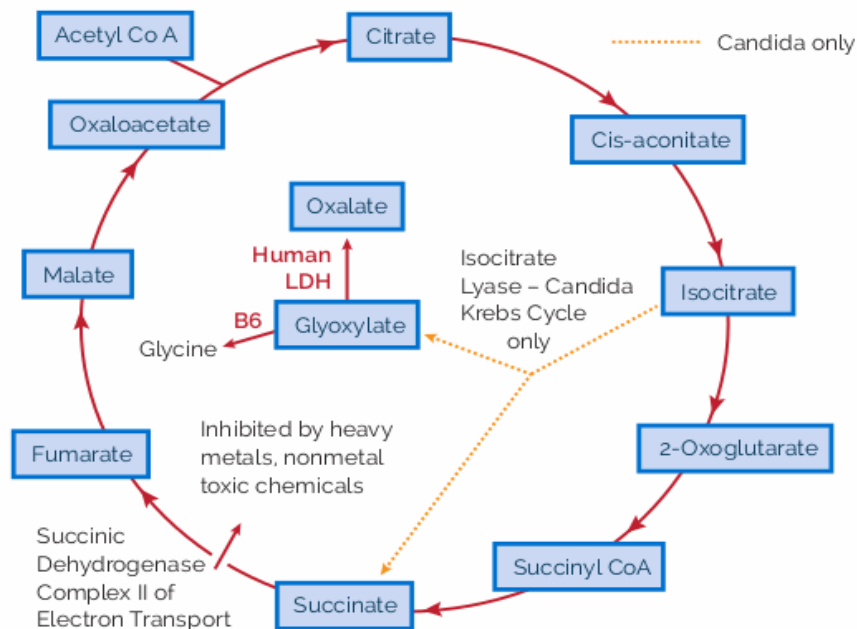 Acetyl Co A
Citrate
Candida only
Oxaloacetate
Cis-aconitate
Oxalate
Human
LDH
Isocitrate
Lyase – Candida
Krebs Cycle
only
Malate
Isocitrate
B6
Glyoxylate
Glycine
Inhibited by heavy
metals, nonmetal
toxic chemicals
Fumarate
2-Oxoglutarate
Succinic
Dehydrogenase
Complex II of
Electron Transport
Succinyl CoA
Succinate